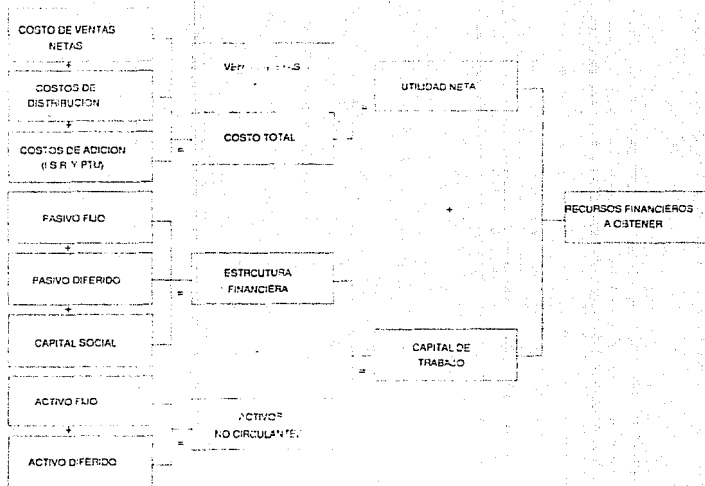 COSTO DE VENTAS
NETAS
+
COSTOS DE
DISTRIBUCION
+
COSTOS DE ADICION
(I.S.R. Y PTU)
=
COSTO TOTAL
=
UTILIDAD NETA
+
PASIVO FIJO
+
PASIVO DIFERIDO
+
CAPITAL SOCIAL
=
ESTRCUTURA
FINANCIERA
ACTIVO FIJO
+
ACTIVO DIFERIDO
=
NO CIRCULANTES
=
CAPITAL DE
TRABAJO
RECURSOS FINANCIEROS
A OBTENER